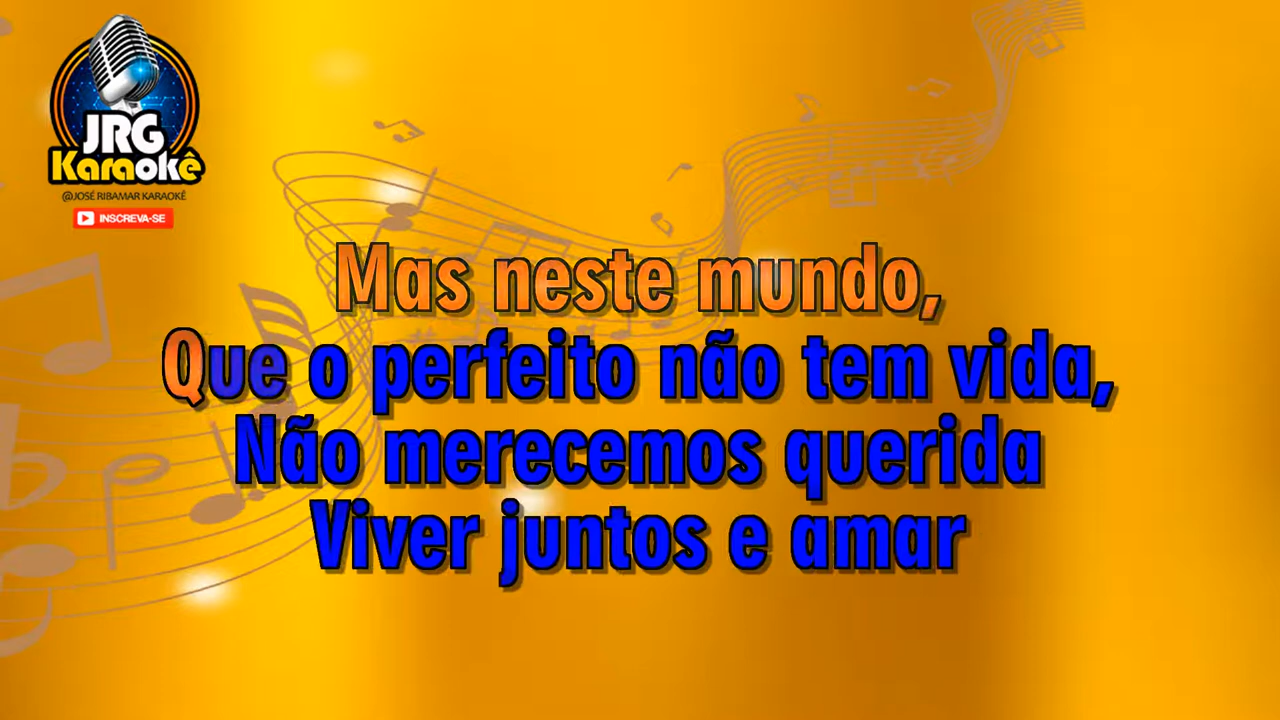 JRG
Karaokê
@JOSÉ RIBAMAR KARAOKÊ
INSCREVA-SE
Mas neste mundo,
Que o perfeito não tem vida,
Não merecemos querida
Viver juntos e amar